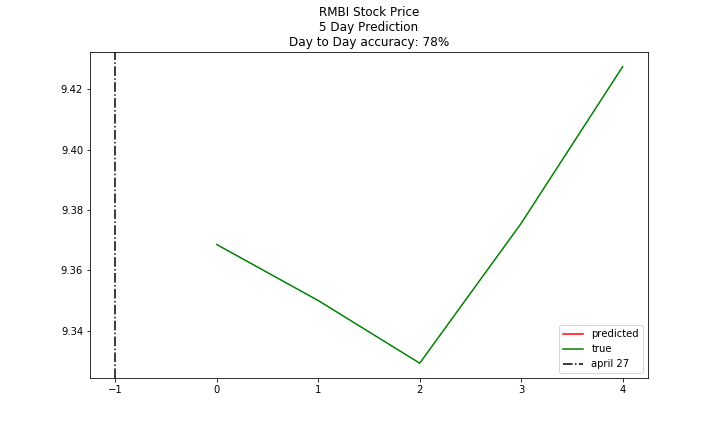 RMBI Stock Price
5 Day Prediction
Day to Day accuracy: 78%
9.42
9.40
9.38
9.36
9.34
−1
0
1
2
3
4
predicted
true
april 27